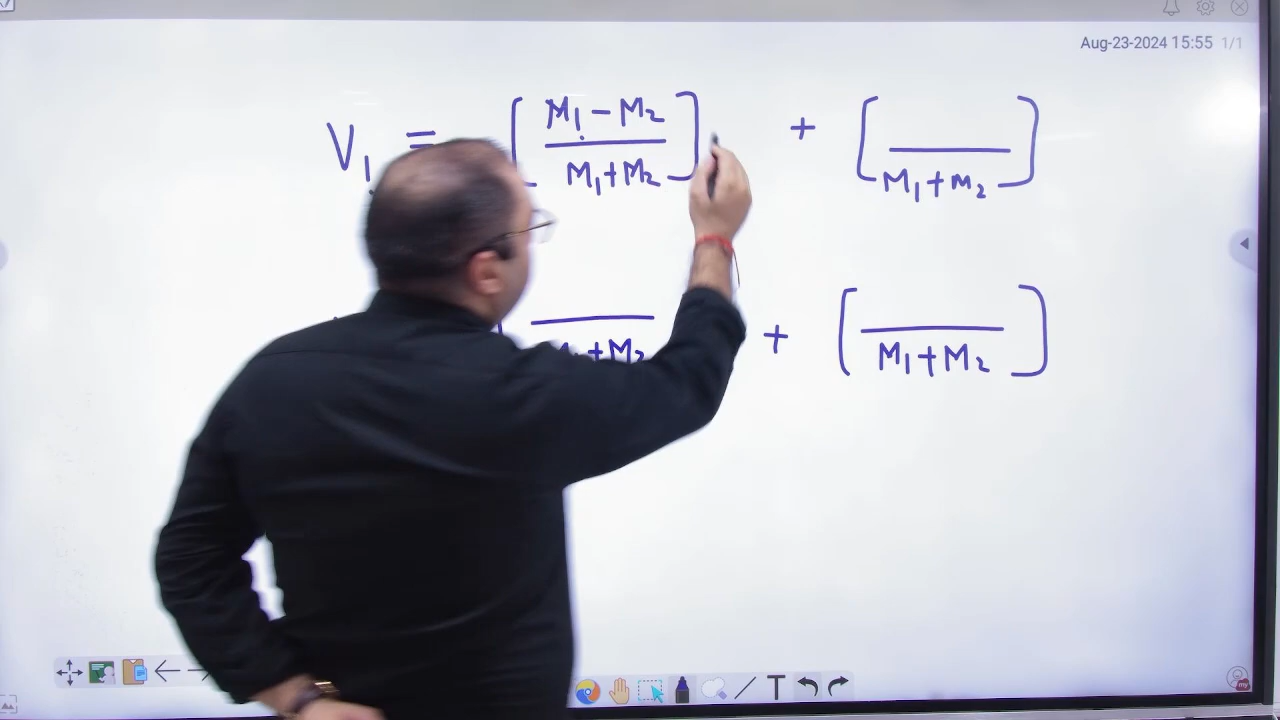 Aug-23-2024 15:55 1/1
V₁ = [ (M₁ - M₂) / (M₁ + M₂) ] + [ / (M₁ + M₂) ]
[ / (M₁ + M₂) ] + [ / (M₁ + M₂) ]
T